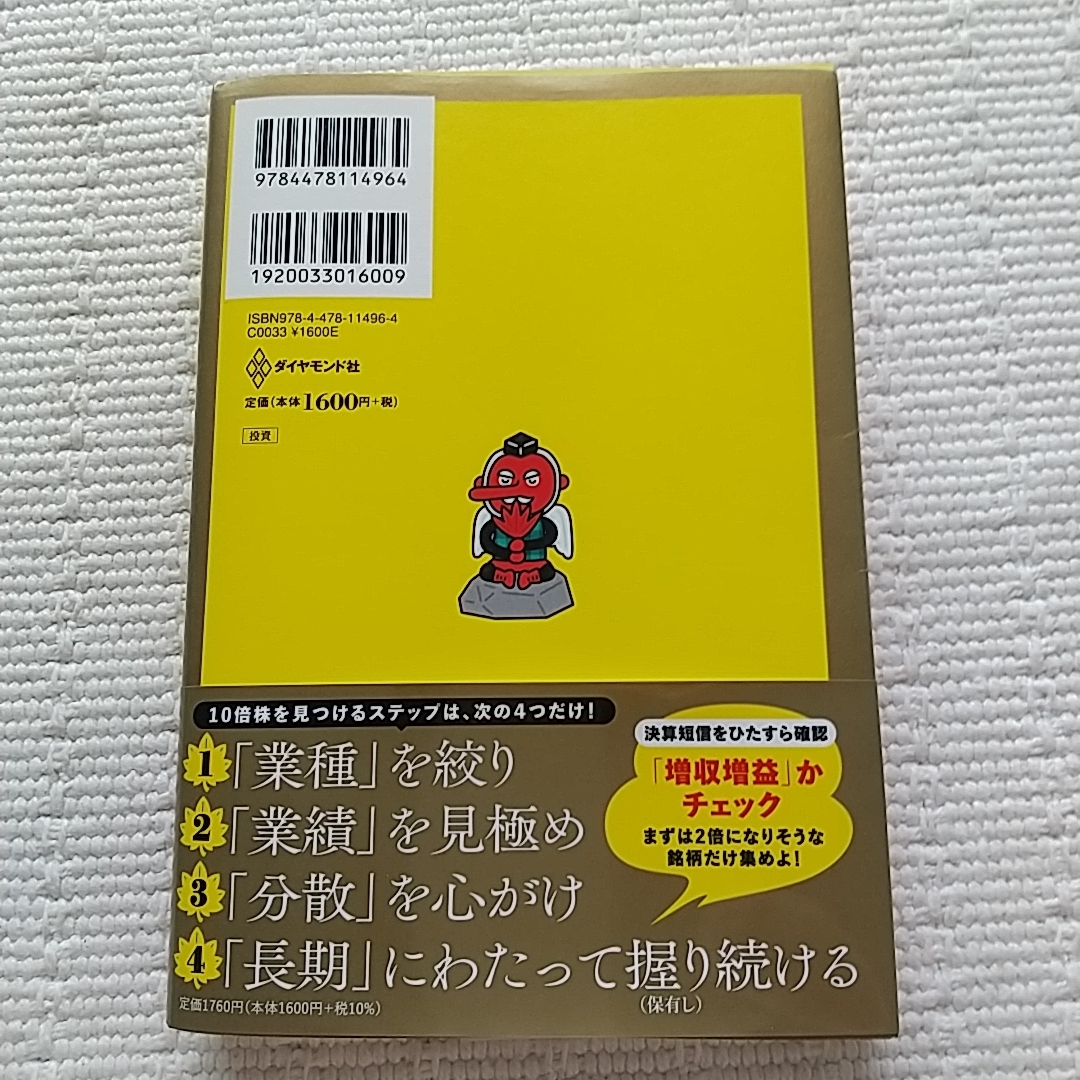 9784478114964
1920033016009
ISBN978-4-478-11496-4
C0033 ¥1600E
ダイヤモンド社
定価(本体1600円+税)
投資
10倍株を見つけるステップは、次の4つだけ!
1「業種」を絞り
2「業績」を見極め
3「分散」を心がけ
4「長期」にわたって握り続ける
(保有し)
定価1760円(本体1600円+税10%)
決算短信をひたすら確認
「増収増益」か
チェック
まずは2倍になりそうな
銘柄だけ集めよ!